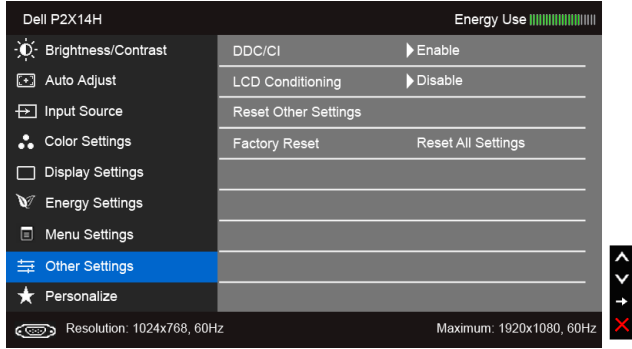 Dell P2X14H Energy Use
Brightness/Contrast DDC/CI Enable
Auto Adjust LCD Conditioning Disable
Input Source Reset Other Settings
Color Settings Factory Reset Reset All Settings
Display Settings
Energy Settings
Menu Settings
Other Settings
Personalize
Resolution: 1024x768, 60Hz Maximum: 1920x1080, 60Hz